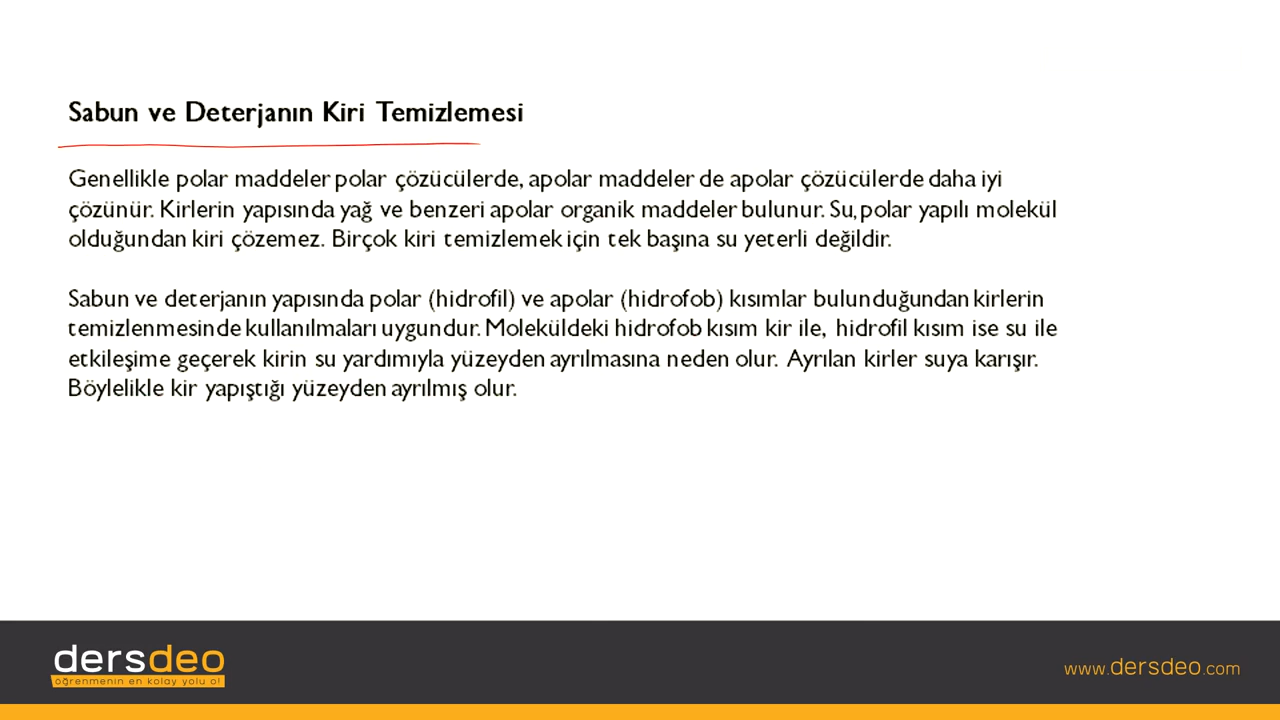 Sabun ve Deterjanın Kiri Temizlemesi
Genellikle polar maddeler polar çözücülerde, apolar maddeler de apolar çözücülerde daha iyi
çözünür. Kirlerin yapısında yağ ve benzeri apolar organik maddeler bulunur. Su, polar yapılı molekül
olduğundan kiri çözemez. Birçok kiri temizlemek için tek başına su yeterli değildir.
Sabun ve deterjanın yapısında polar (hidrofil) ve apolar (hidrofob) kısımlar bulunduğundan kirlerin
temizlenmesinde kullanılmaları uygundur. Moleküldeki hidrofob kısım kir ile, hidrofil kısım ise su ile
etkileşime geçerek kirin su yardımıyla yüzeyden ayrılmasına neden olur. Ayrılan kirler suya karışır.
Böylelikle kir yapıştığı yüzeyden ayrılmış olur.
dersdeo
öğrenmenin en kolay yolu o!
www.dersdeo.com